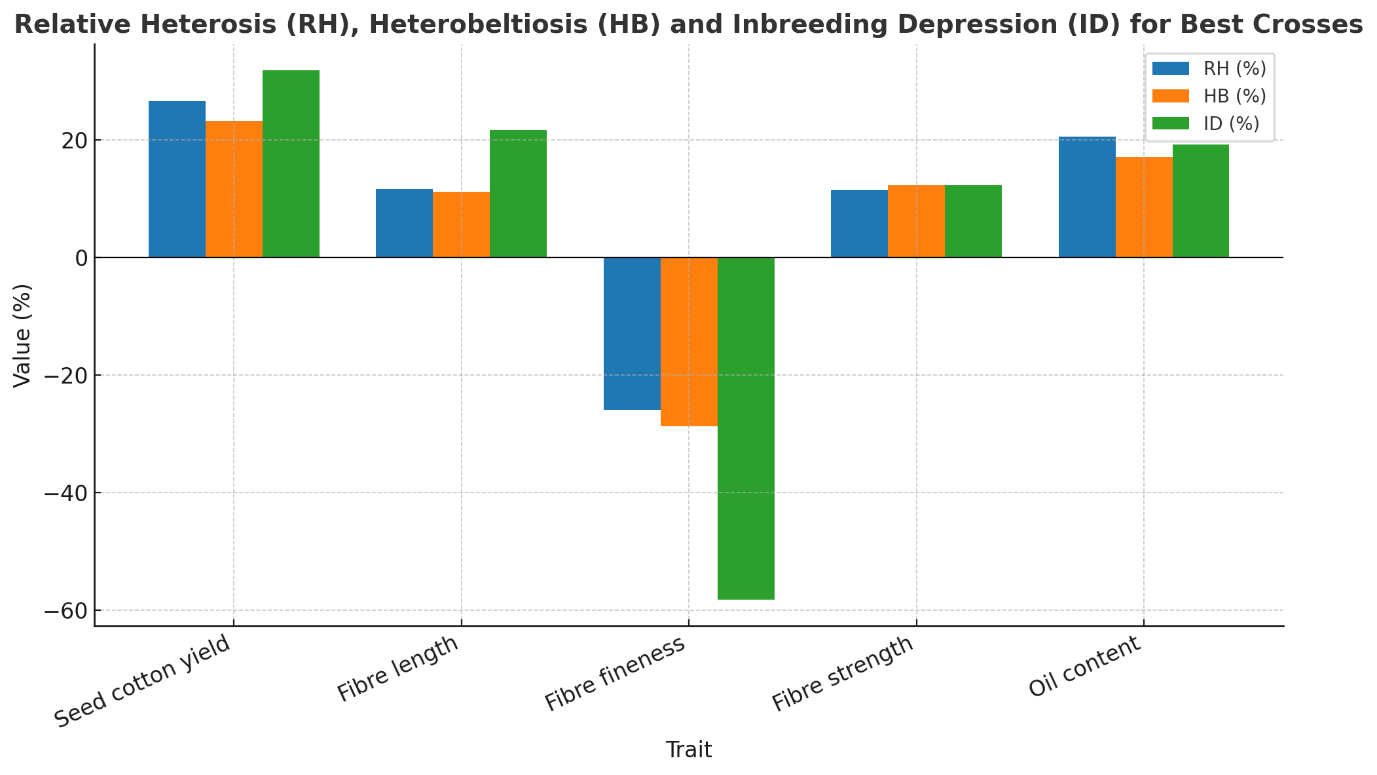 Relative Heterosis (RH), Heterobeltiosis (HB) and Inbreeding Depression (ID) for Best Crosses
RH (%)
HB (%)
ID (%)
Value (%)
20
0
−20
−40
−60
Seed cotton yield
Fibre length
Fibre fineness
Fibre strength
Oil content
Trait